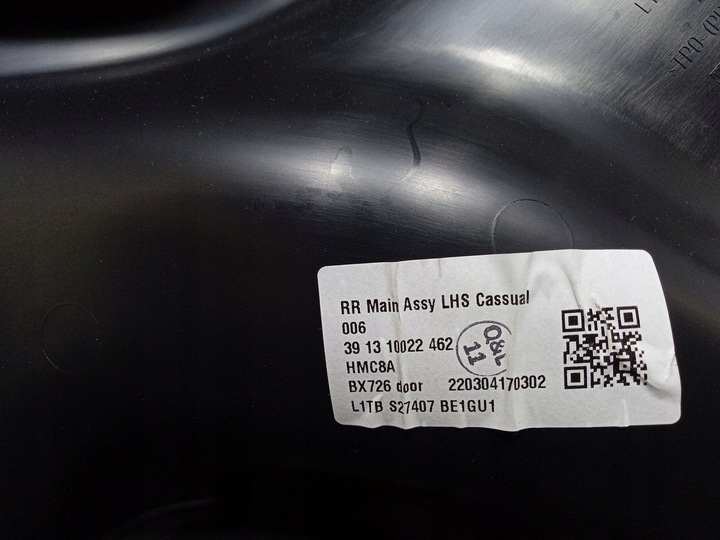 RR Main Assy LHS Cassual
006
39 13 10022 462
HMC8A
BX726 door 220304170302
L1TB S27407 BE1GU1
11